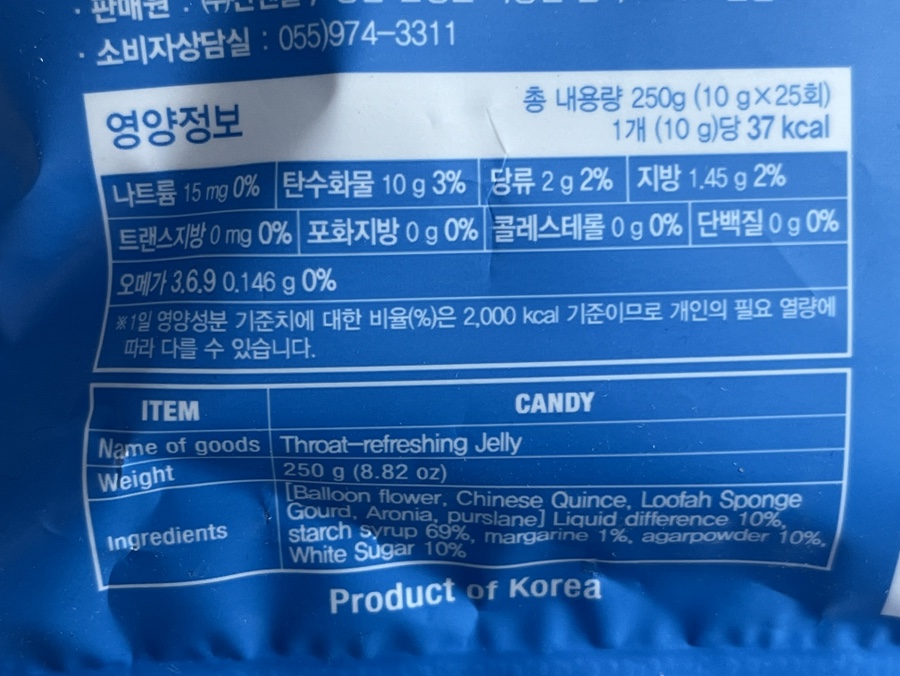 · 판매원 :
· 소비자상담실 : 055)974-3311
영양정보
총 내용량 250g (10 g×25회)
1개 (10 g)당 37 kcal
나트륨 15 mg 0% 탄수화물 10 g 3% 당류 2 g 2% 지방 1.45 g 2%
트랜스지방 0 mg 0% 포화지방 0 g 0% 콜레스테롤 0 g 0% 단백질 0 g 0%
오메가 3.6.9 0.146 g 0%
※1일 영양성분 기준치에 대한 비율(%)은 2,000 kcal 기준이므로 개인의 필요 열량에
따라 다를 수 있습니다.
ITEM CANDY
Name of goods Throat-refreshing Jelly
Weight 250 g (8.82 oz)
Ingredients [Balloon flower, Chinese Quince, Loofah Sponge
Gourd, Aronia, purslane] Liquid difference 10%,
starch syrup 69%, margarine 1%, agarpowder 10%,
White Sugar 10%
Product of Korea